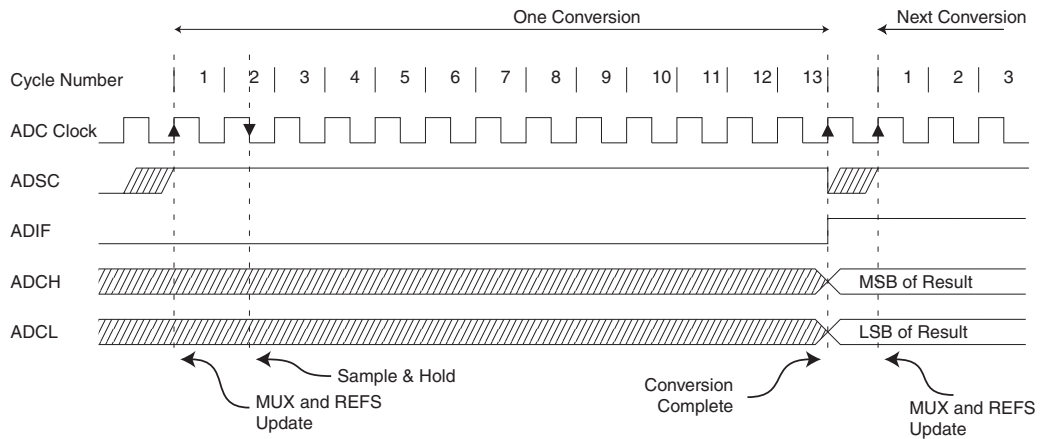 One Conversion
Next Conversion
Cycle Number 1 2 3 4 5 6 7 8 9 10 11 12 13 1 2 3
ADC Clock
ADSC
ADIF
ADCH
MSB of Result
ADCL
LSB of Result
Sample & Hold
MUX and REFS
Update
Conversion
Complete
MUX and REFS
Update